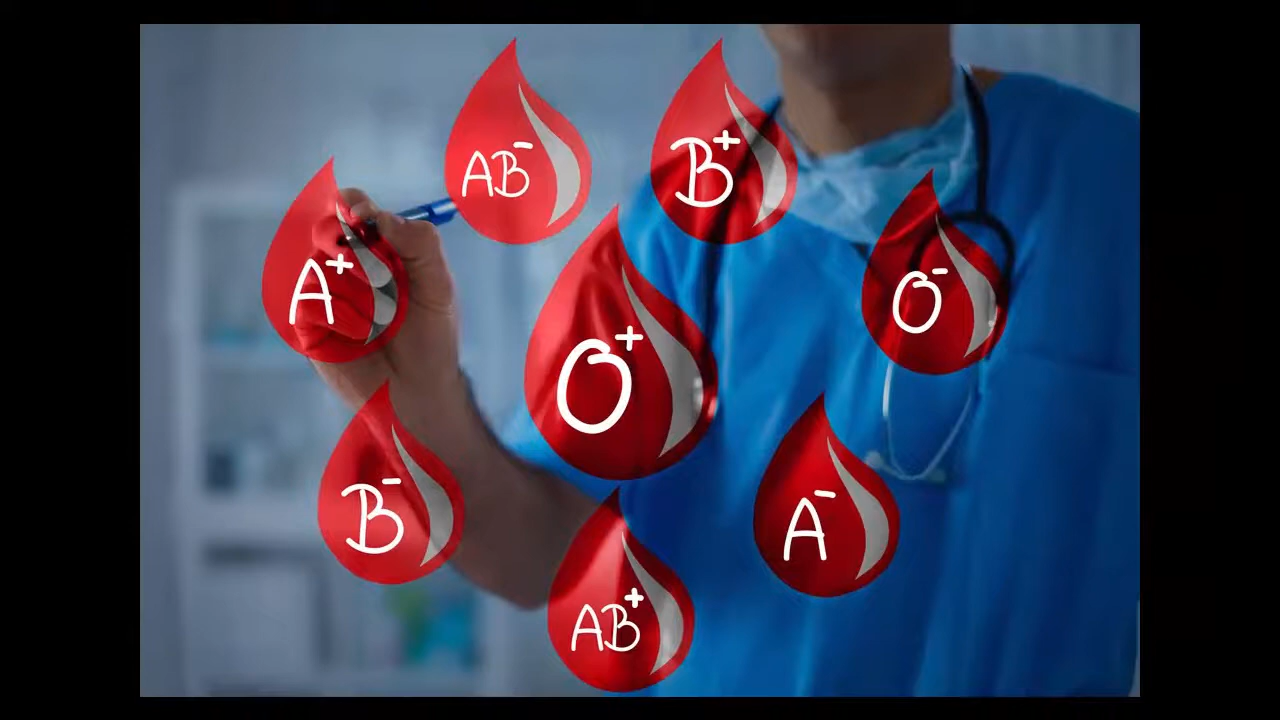 AB-
B+
A+
O-
O+
B-
A-
AB+